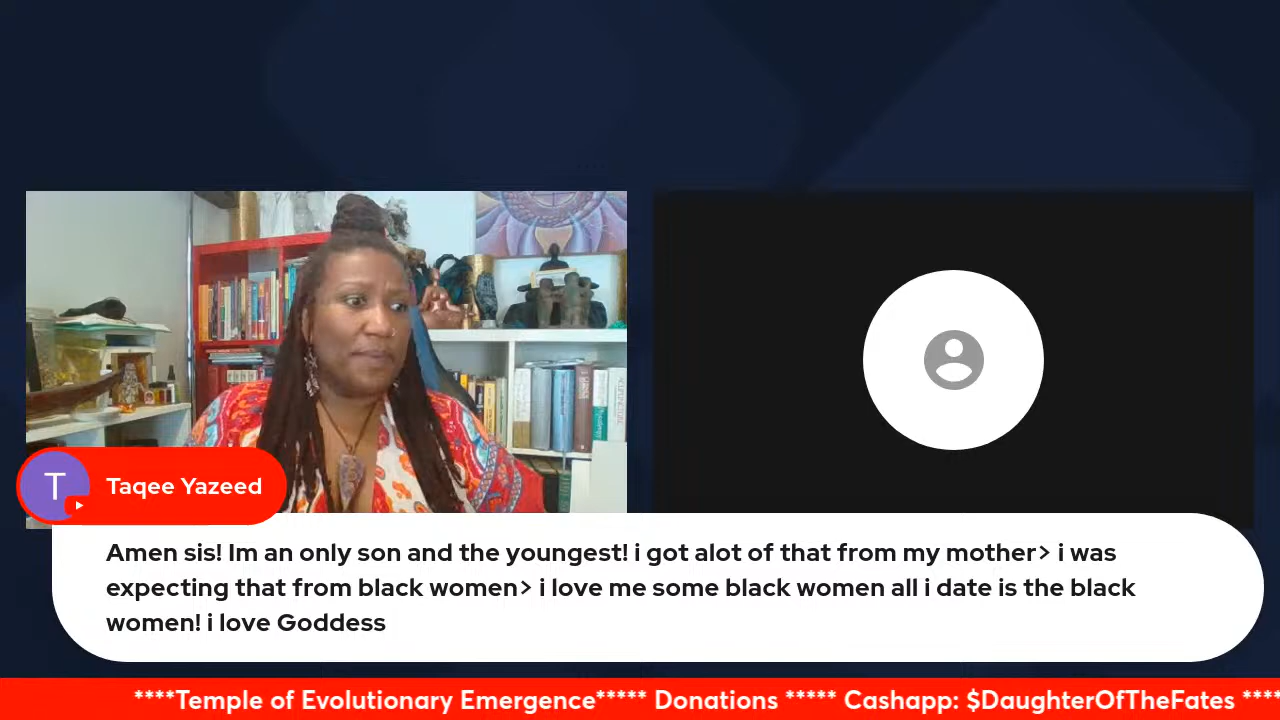 T
Taqee Yazeed
Amen sis! Im an only son and the youngest! i got alot of that from my mother> i was
expecting that from black women> i love me some black women all i date is the black
women! i love Goddess
****Temple of Evolutionary Emergence***** Donations ***** Cashapp: $DaughterOfTheFates ****